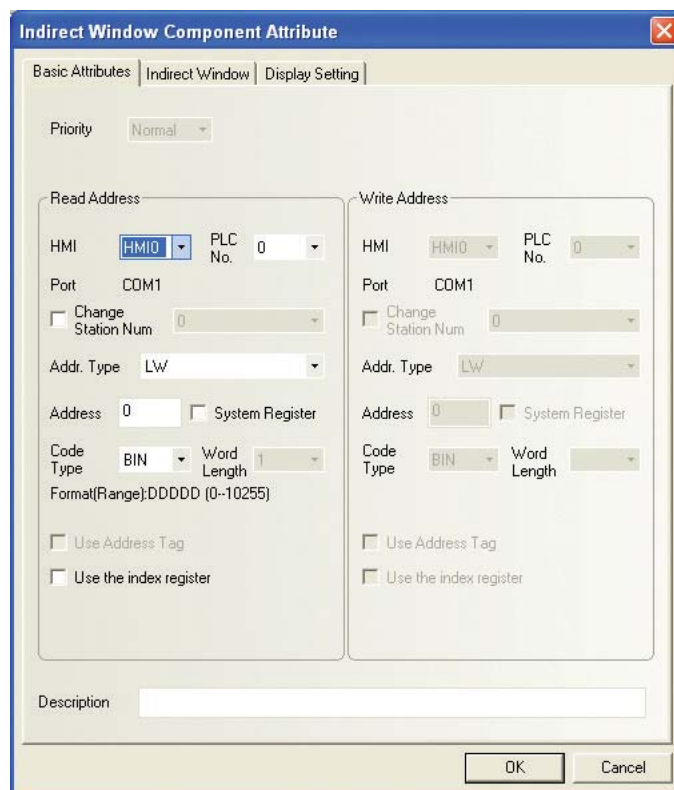 Indirect Window Component Attribute
Basic Attributes Indirect Window Display Setting
Priority Normal
Read Address
HMI HMI0 PLC No. 0
Port COM1
Change Station Num 0
Addr. Type LW
Address 0 System Register
Code Type BIN Word Length 1
Format(Range):DDDDD (0--10255)
Use Address Tag
Use the index register
Write Address
HMI HMI0 PLC No. 0
Port COM1
Change Station Num 0
Addr. Type LW
Address 0 System Register
Code Type BIN Word Length
Use Address Tag
Use the index register
Description
OK Cancel